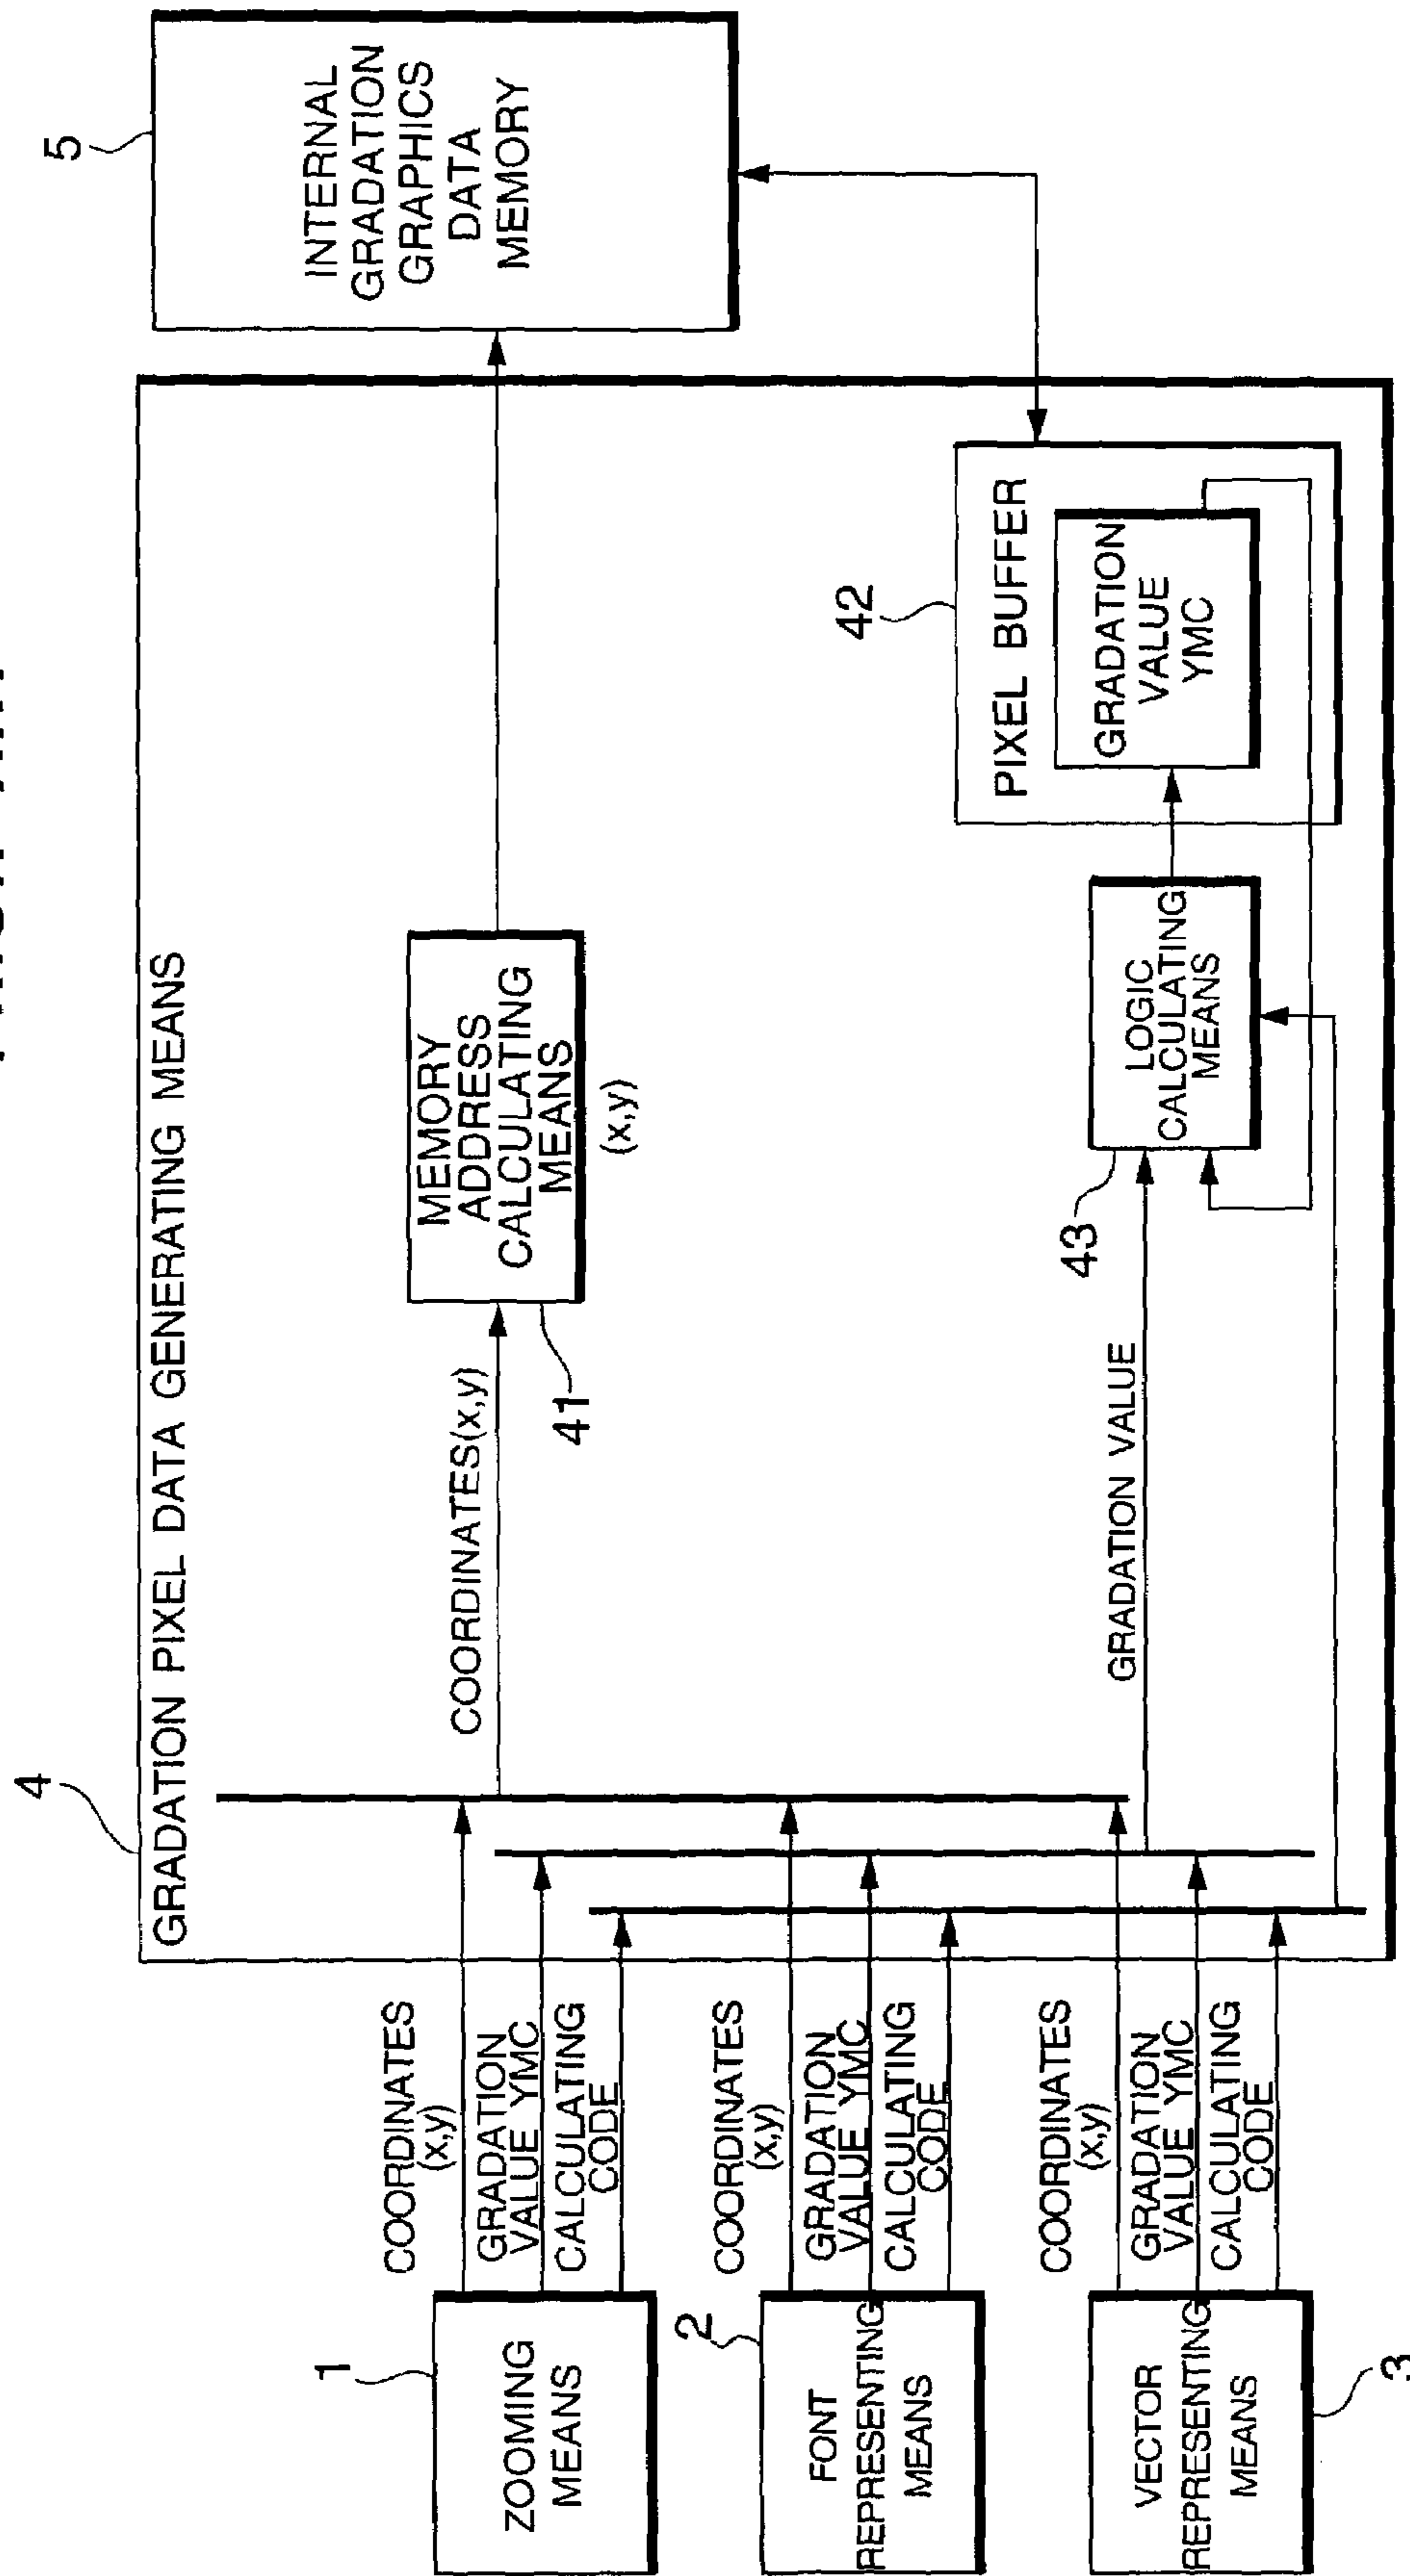 1
ZOOMING
MEANS
COORDINATES
(x,y)
GRADATION
VALUE YMC
CALCULATING
CODE
2
FONT
REPRESENTING
MEANS
COORDINATES
(x,y)
GRADATION
VALUE YMC
CALCULATING
CODE
3
VECTOR
REPRESENTING
MEANS
COORDINATES
(x,y)
GRADATION
VALUE YMC
CALCULATING
CODE
4
GRADATION PIXEL DATA GENERATING MEANS
COORDINATES(x,y)
41
MEMORY
ADDRESS
CALCULATING
MEANS
(x,y)
GRADATION VALUE
43
LOGIC
CALCULATING
MEANS
42
PIXEL BUFFER
GRADATION
VALUE
YMC
5
INTERNAL
GRADATION
GRAPHICS
DATA
MEMORY